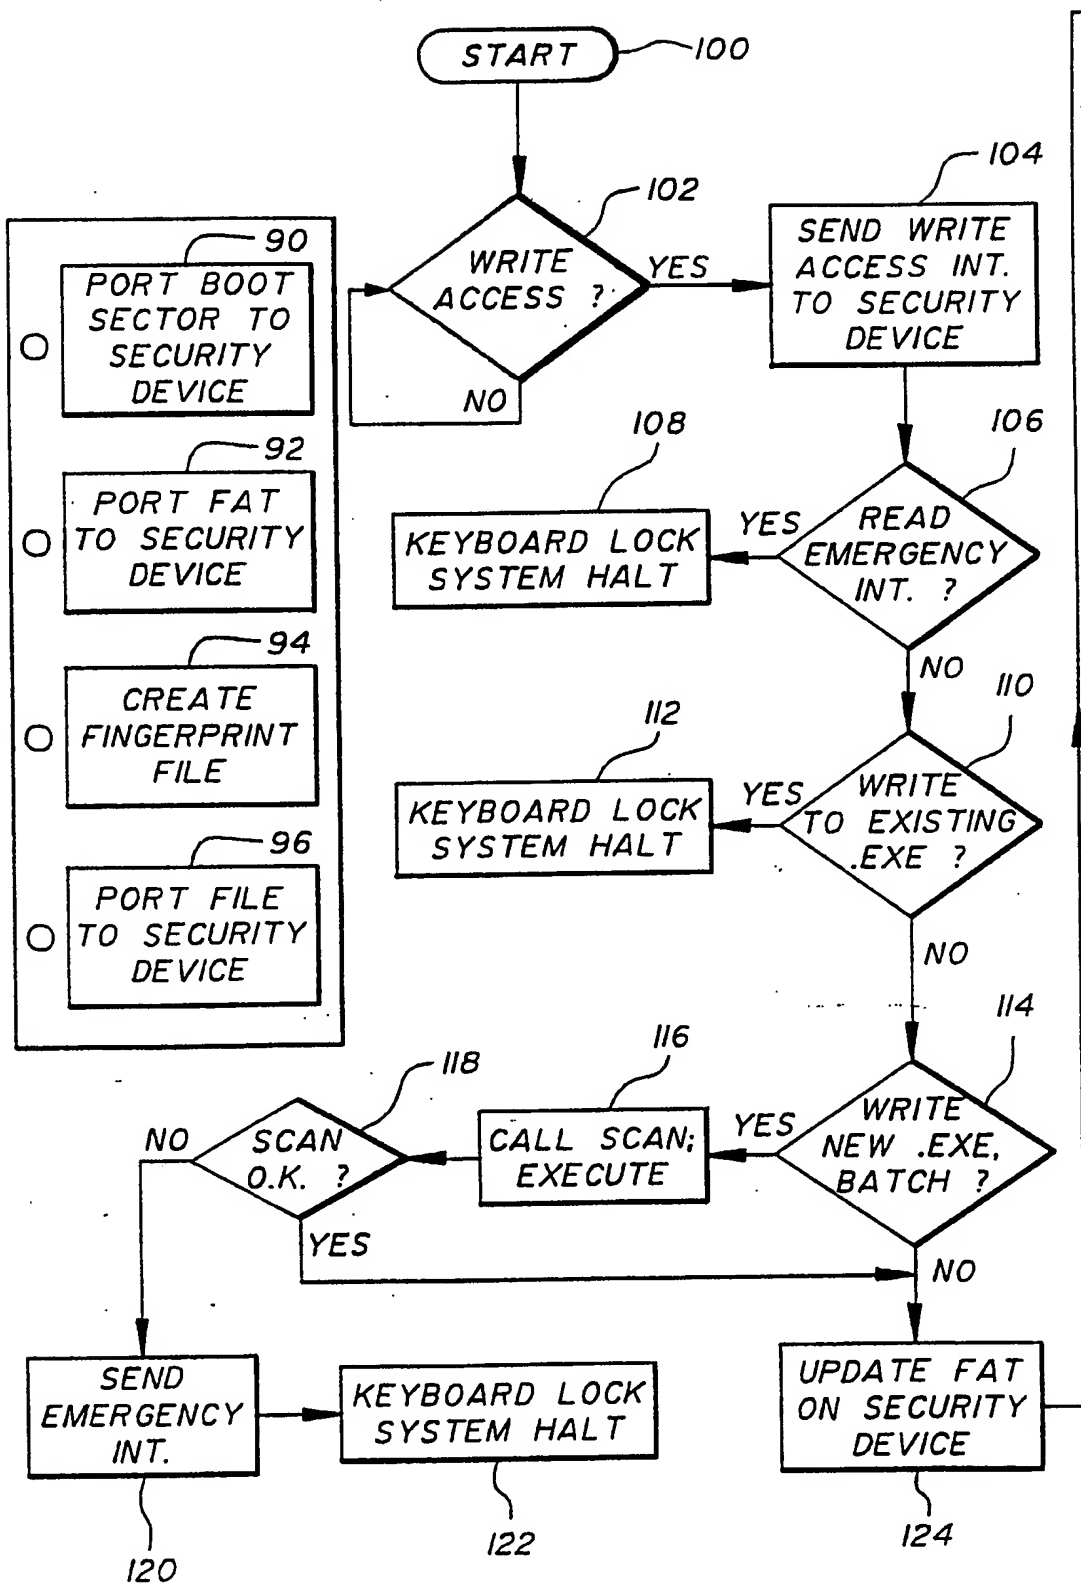 START
100
102
WRITE
ACCESS ?
YES
NO
104
SEND WRITE
ACCESS INT.
TO SECURITY
DEVICE
90
PORT BOOT
SECTOR TO
SECURITY
DEVICE
92
PORT FAT
TO SECURITY
DEVICE
94
CREATE
FINGERPRINT
FILE
96
PORT FILE
TO SECURITY
DEVICE
106
READ
EMERGENCY
INT. ?
YES
NO
108
KEYBOARD LOCK
SYSTEM HALT
110
WRITE
TO EXISTING
.EXE ?
YES
NO
112
KEYBOARD LOCK
SYSTEM HALT
114
WRITE
NEW .EXE,
BATCH ?
YES
NO
116
CALL SCAN;
EXECUTE
118
SCAN
O.K. ?
NO
YES
SEND
EMERGENCY
INT.
120
KEYBOARD LOCK
SYSTEM HALT
122
UPDATE FAT
ON SECURITY
DEVICE
124